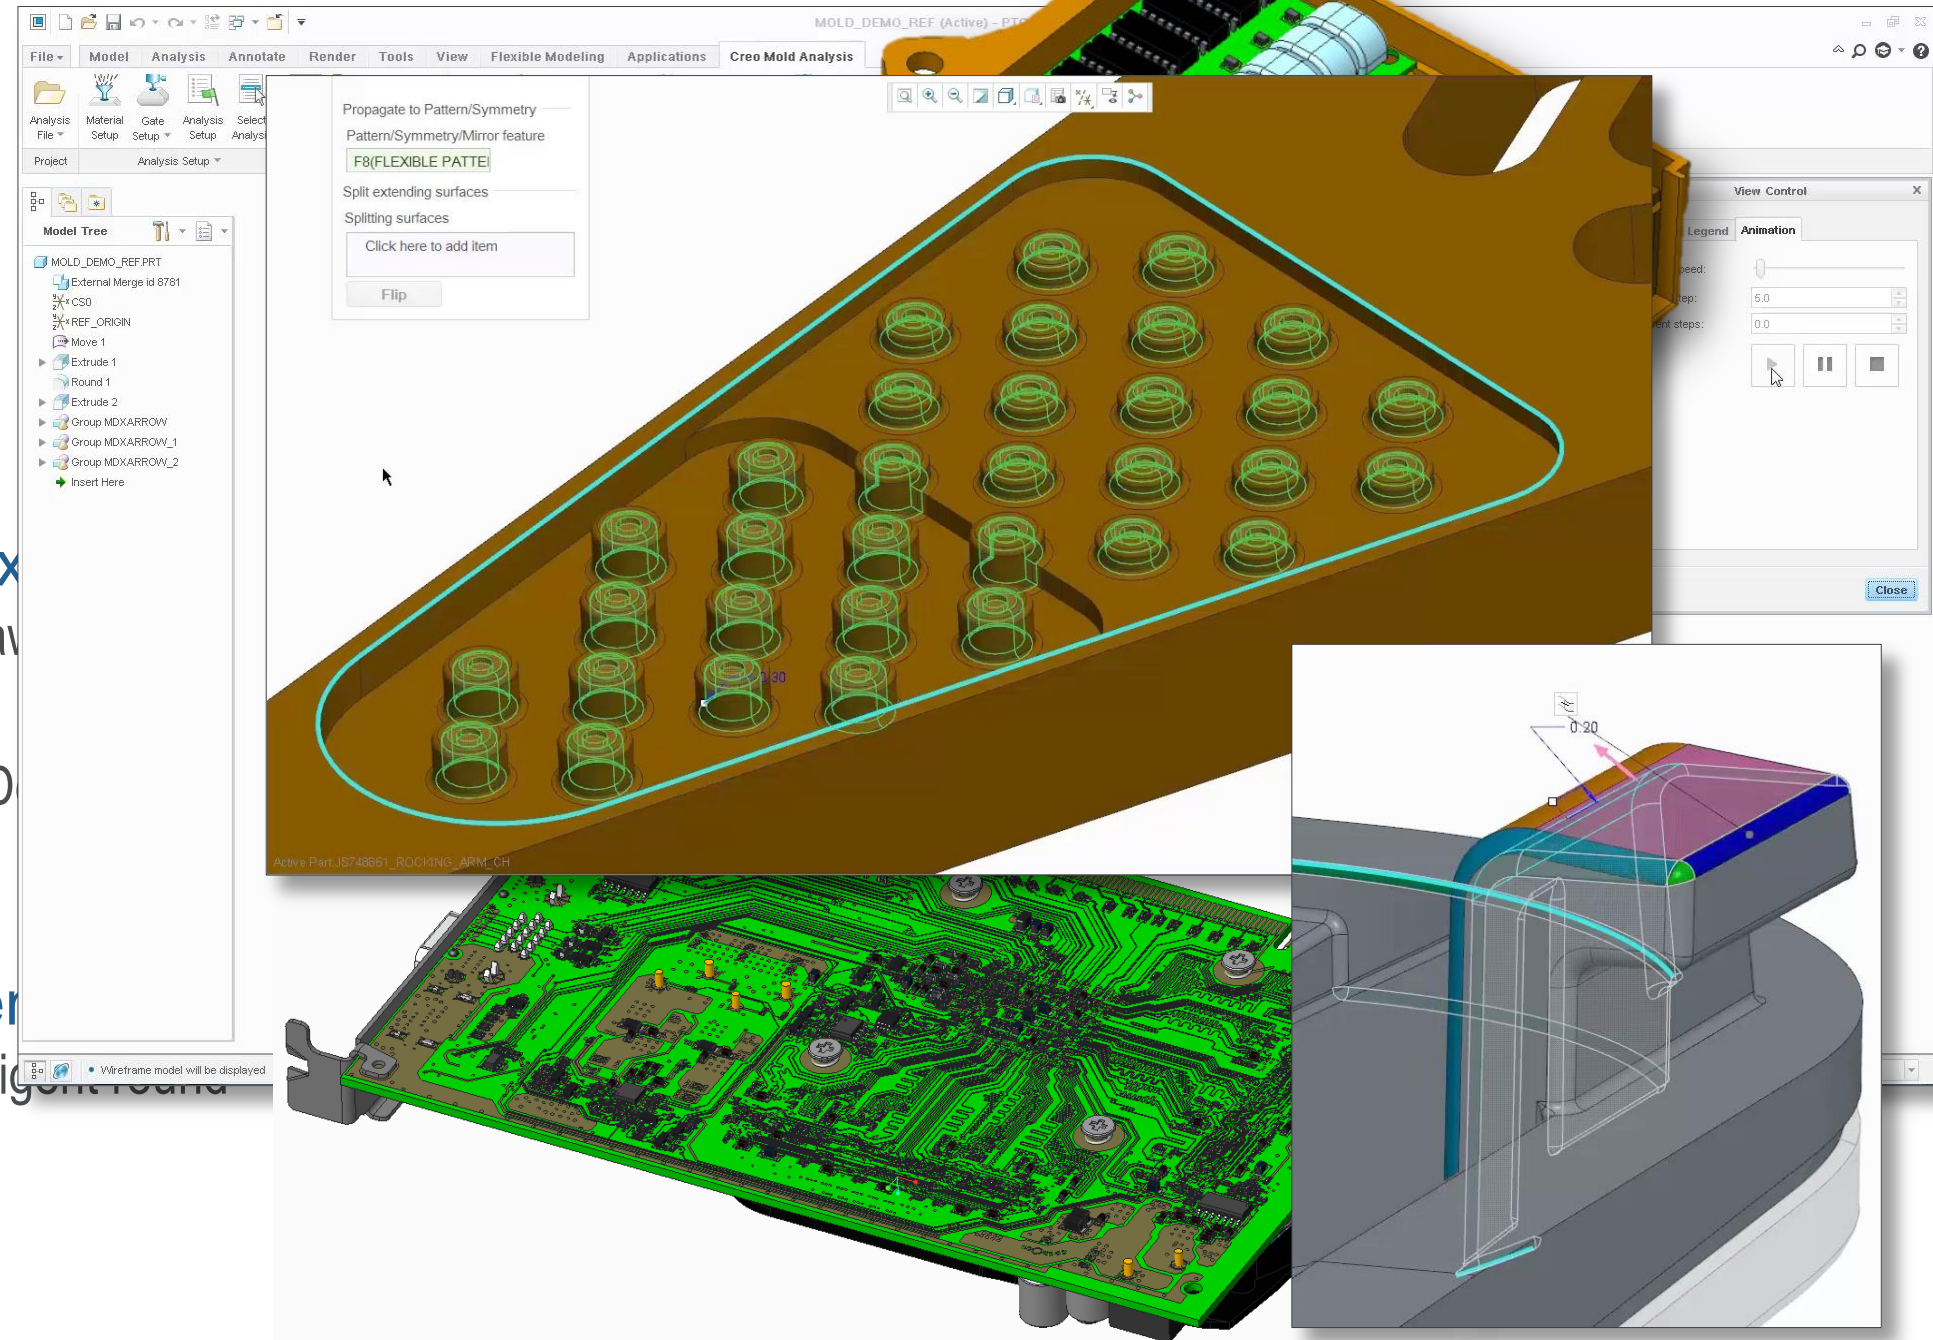 MOLD_DEMO_REF (Active) – PTC
File Model Analysis Annotate Render Tools View Flexible Modeling Applications Creo Mold Analysis
Analysis File
Material Setup
Gate Setup
Analysis Setup
Select Analysi
Project
Analysis Setup
Model Tree
MOLD_DEMO_REF.PRT
External Merge id 8781
CS0
REF_ORIGIN
Move 1
Extrude 1
Round 1
Extrude 2
Group MDXARROW
Group MDXARROW_1
Group MDXARROW_2
Insert Here
Wireframe model will be displayed
Propagate to Pattern/Symmetry
Pattern/Symmetry/Mirror feature
F8(FLEXIBLE PATTE
Split extending surfaces
Splitting surfaces
Click here to add item
Flip
Active Part:JS748661_ROCKING_ARM_CH
View Control
Legend Animation
peed:
tep: 5.0
ent steps: 0.0
Close
0.20
round